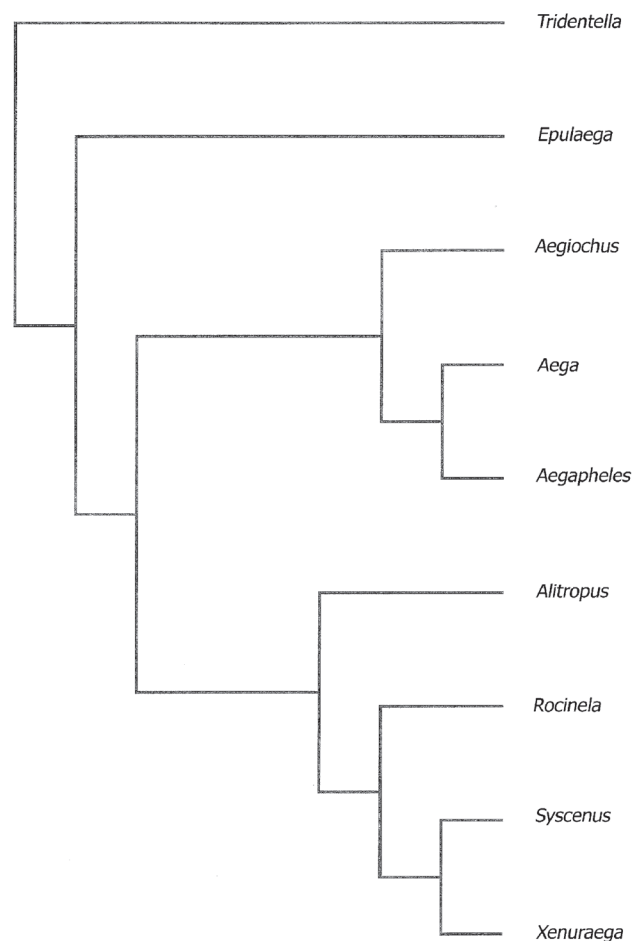 Tridentella
Epulaega
Aegiochus
Aega
Aegapheles
Alitropus
Rocinela
Syscenus
Xenuraega